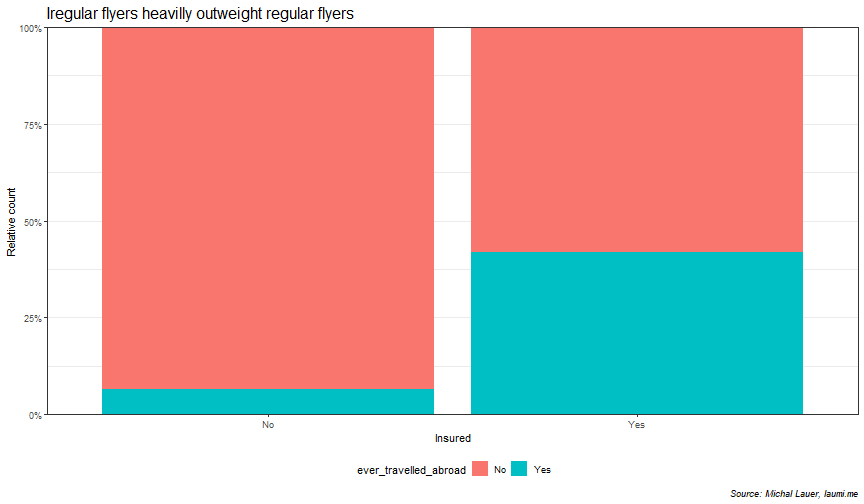 Iregular flyers heavilly outweight regular flyers
100%
75%
50%
25%
0%
Relative count
No
Yes
Insured
ever_travelled_abroad No Yes
Source: Michal Lauer, laumi.me